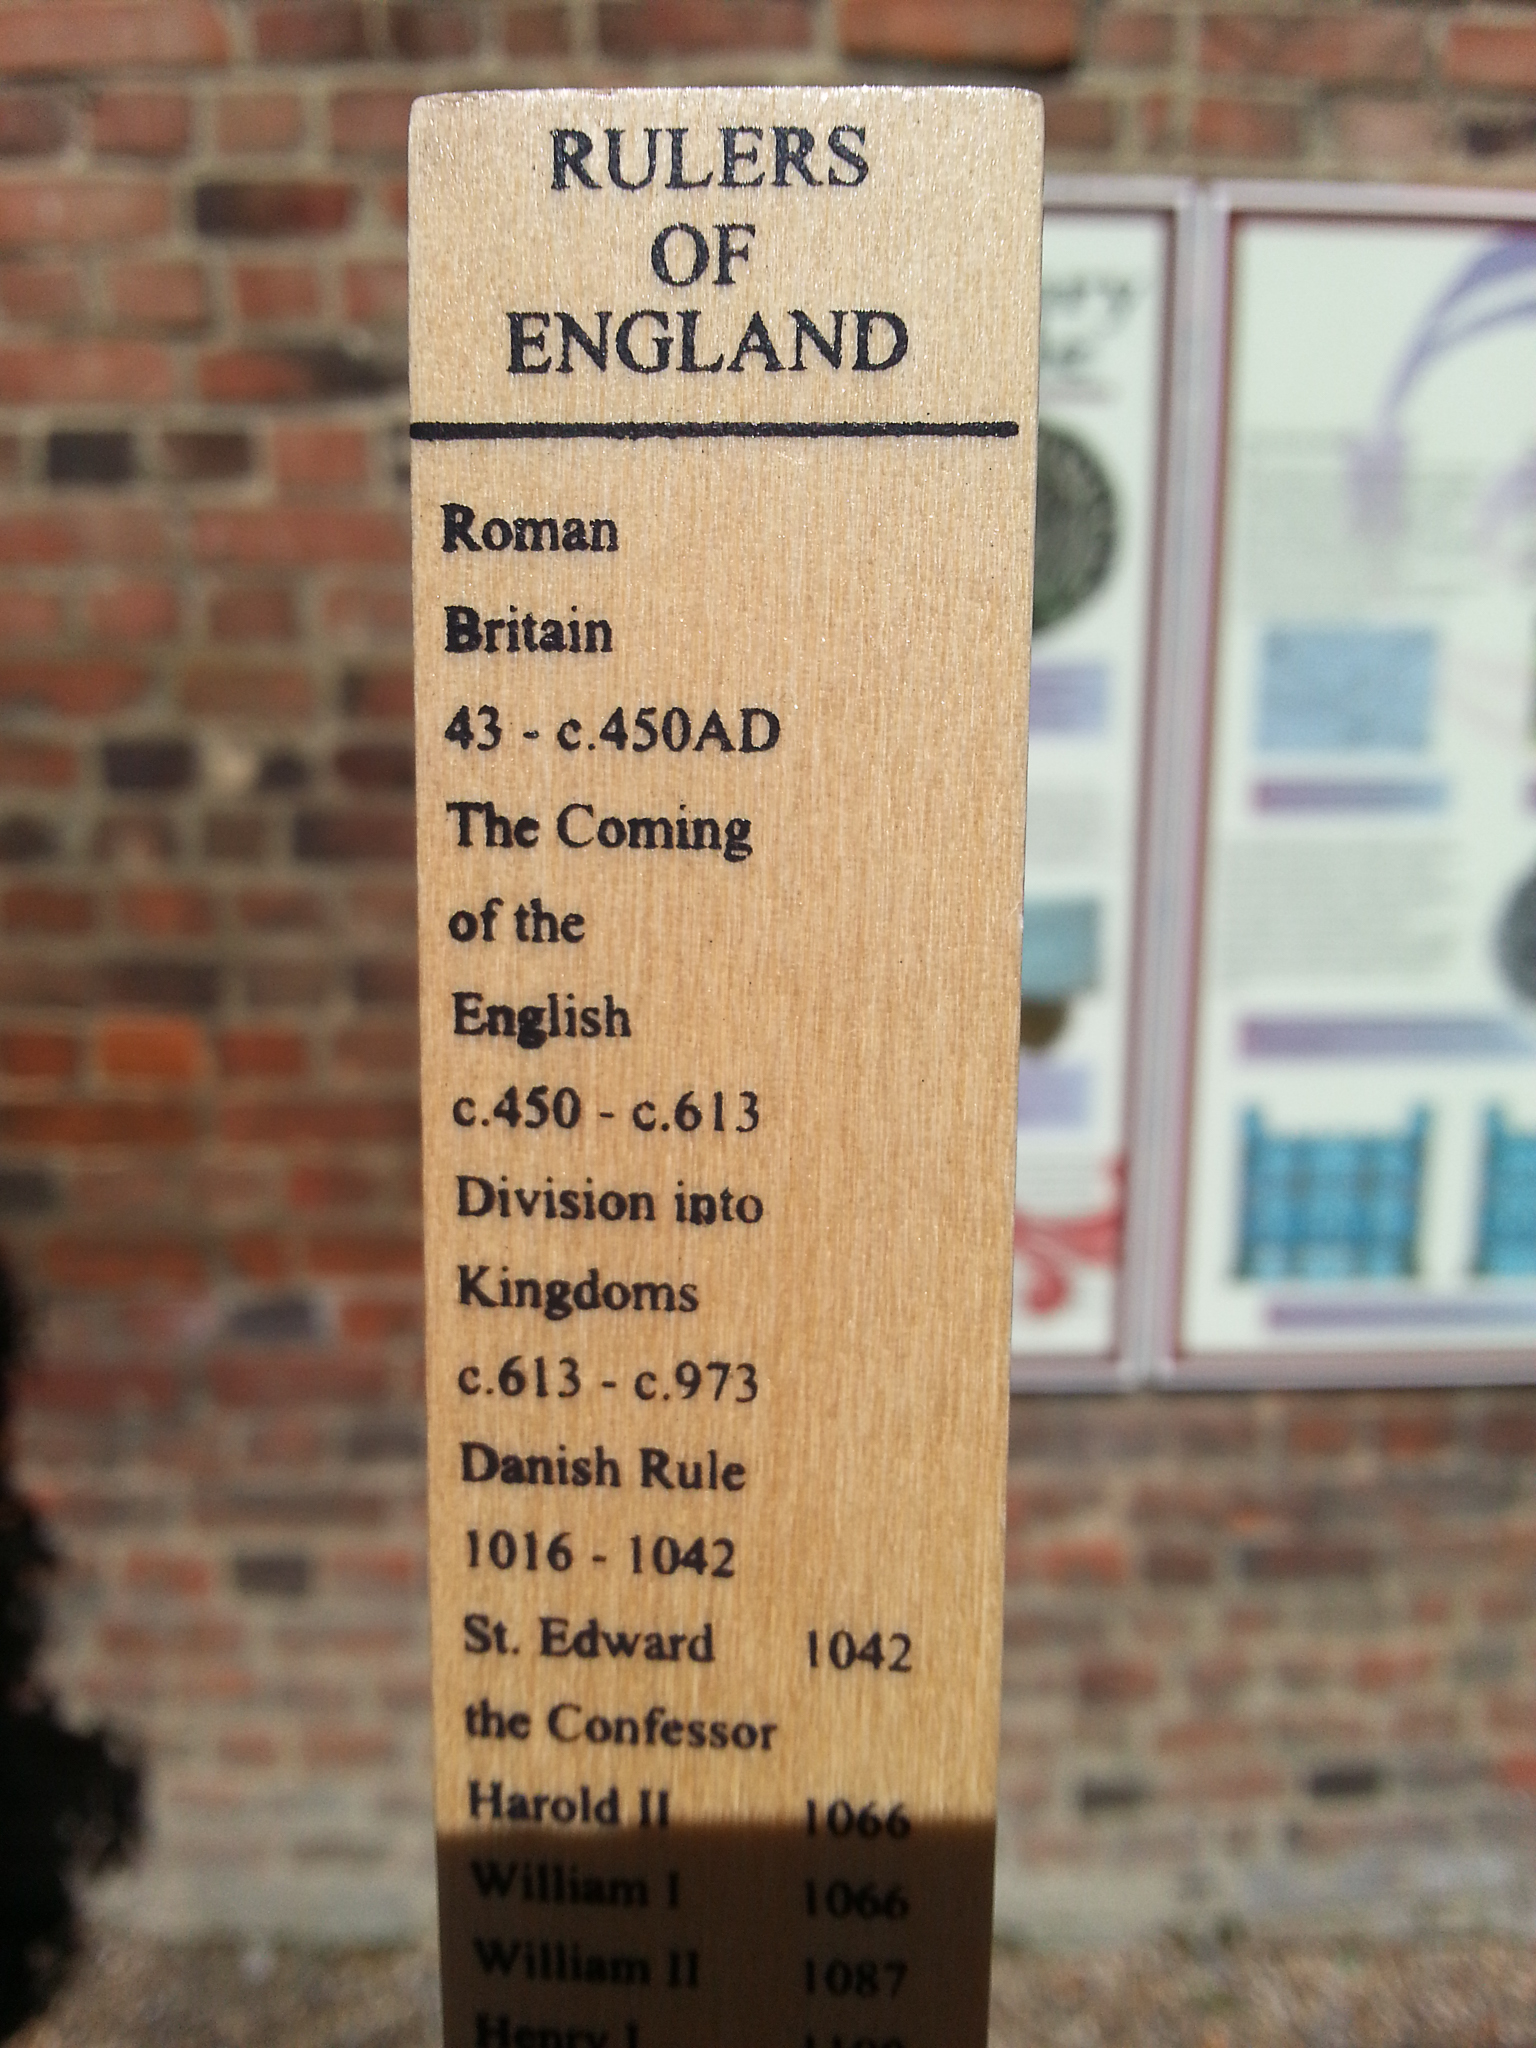 RULERS
OF
ENGLAND
Roman
Britain
43 - c.450AD
The Coming
of the
English
c.450 - c.613
Division into
Kingdoms
c.613 - c.973
Danish Rule
1016 - 1042
St. Edward 1042
the Confessor
Harold II 1066
William I 1066
William II 1087
Henry I 1100